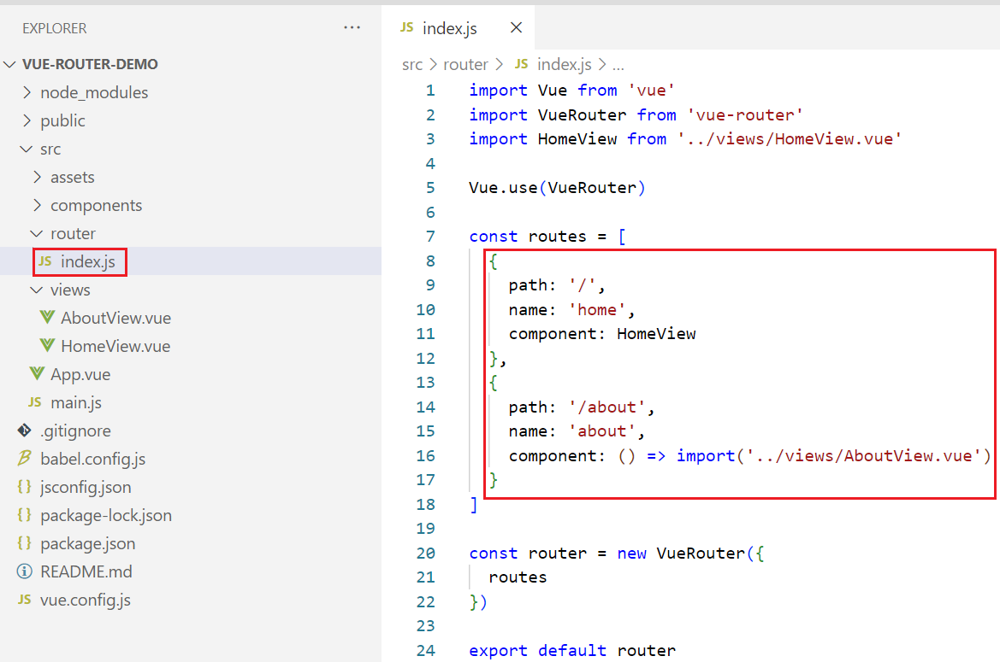 EXPLORER
...
VUE-ROUTER-DEMO
node_modules
public
src
assets
components
router
JS index.js
views
AboutView.vue
HomeView.vue
App.vue
JS main.js
.gitignore
babel.config.js
{} jsconfig.json
{} package-lock.json
{} package.json
README.md
JS vue.config.js
JS index.js
src > router > JS index.js > ...
1 import Vue from 'vue'
2 import VueRouter from 'vue-router'
3 import HomeView from '../views/HomeView.vue'
4
5 Vue.use(VueRouter)
6
7 const routes = [
8 {
9 path: '/',
10 name: 'home',
11 component: HomeView
12 },
13 {
14 path: '/about',
15 name: 'about',
16 component: () => import('../views/AboutView.vue')
17 }
18 ]
19
20 const router = new VueRouter({
21 routes
22 })
23
24 export default router